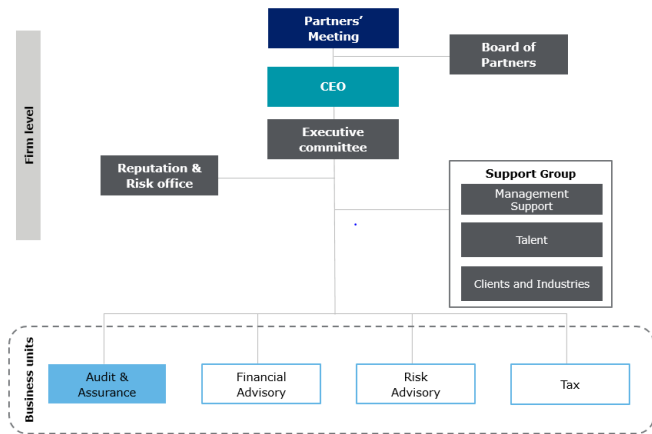 Partners’
Meeting
Board of
Partners
CEO
Executive
committee
Reputation &
Risk office
Support Group
Management
Support
Talent
Clients and Industries
Firm level
Business units
Audit &
Assurance
Financial
Advisory
Risk
Advisory
Tax